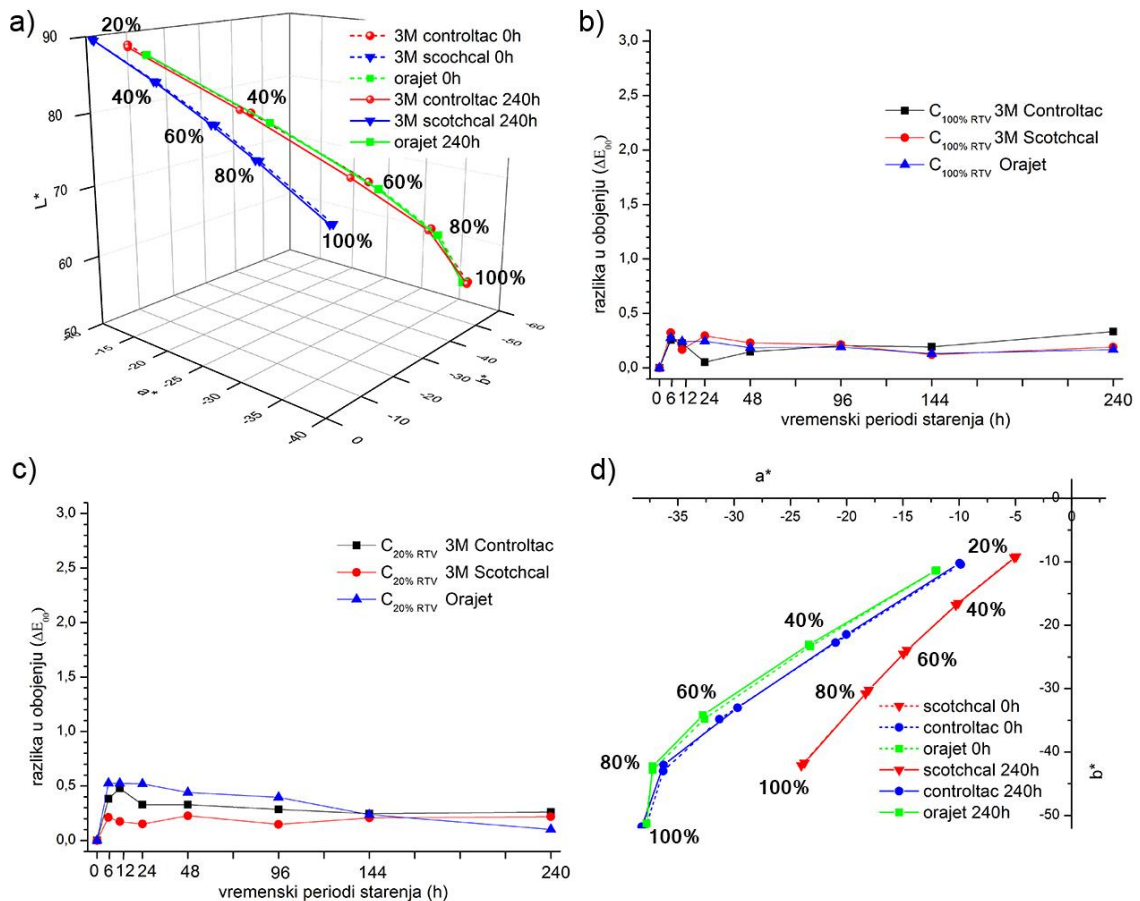 a)
90
80
70
60
50
L*
-15
-15
-20
-25
-30
-35
-40
a*
0
-10
-20
-30
-40
-50
-60
b*
20%
40%
60%
80%
100%
40%
60%
80%
100%
3M controltac 0h
3M scochcal 0h
orajet 0h
3M controltac 240h
3M scotchcal 240h
orajet 240h
b)
3,0
2,5
2,0
1,5
1,0
0,5
0,0
razlika u obojenju (ΔE₀₀)
C100% RTV 3M Controltac
C100% RTV 3M Scotchcal
C100% RTV Orajet
0 6 12 24 48 96 144 240
vremenski periodi starenja (h)
c)
3,0
2,5
2,0
1,5
1,0
0,5
0,0
razlika u obojenju (ΔE₀₀)
C20% RTV 3M Controltac
C20% RTV 3M Scotchcal
C20% RTV Orajet
0 6 12 24 48 96 144 240
vremenski periodi starenja (h)
d)
a*
-35 -30 -25 -20 -15 -10 -5 0
0
-10
-20
-30
-40
-50
b*
20%
40%
40%
60%
60%
80%
80%
100%
100%
scotchcal 0h
controltac 0h
orajet 0h
scotchcal 240h
controltac 240h
orajet 240h